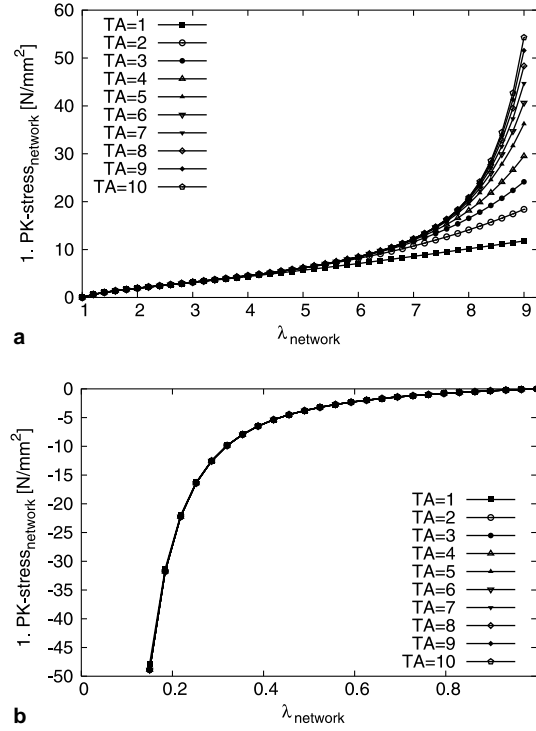 60
50
40
30
20
10
0
1. PK-stress_network [N/mm²]
TA=1
TA=2
TA=3
TA=4
TA=5
TA=6
TA=7
TA=8
TA=9
TA=10
1 2 3 4 5 6 7 8 9
λ_network
a
0
-5
-10
-15
-20
-25
-30
-35
-40
-45
-50
1. PK-stress_network [N/mm²]
TA=1
TA=2
TA=3
TA=4
TA=5
TA=6
TA=7
TA=8
TA=9
TA=10
0 0.2 0.4 0.6 0.8
λ_network
b